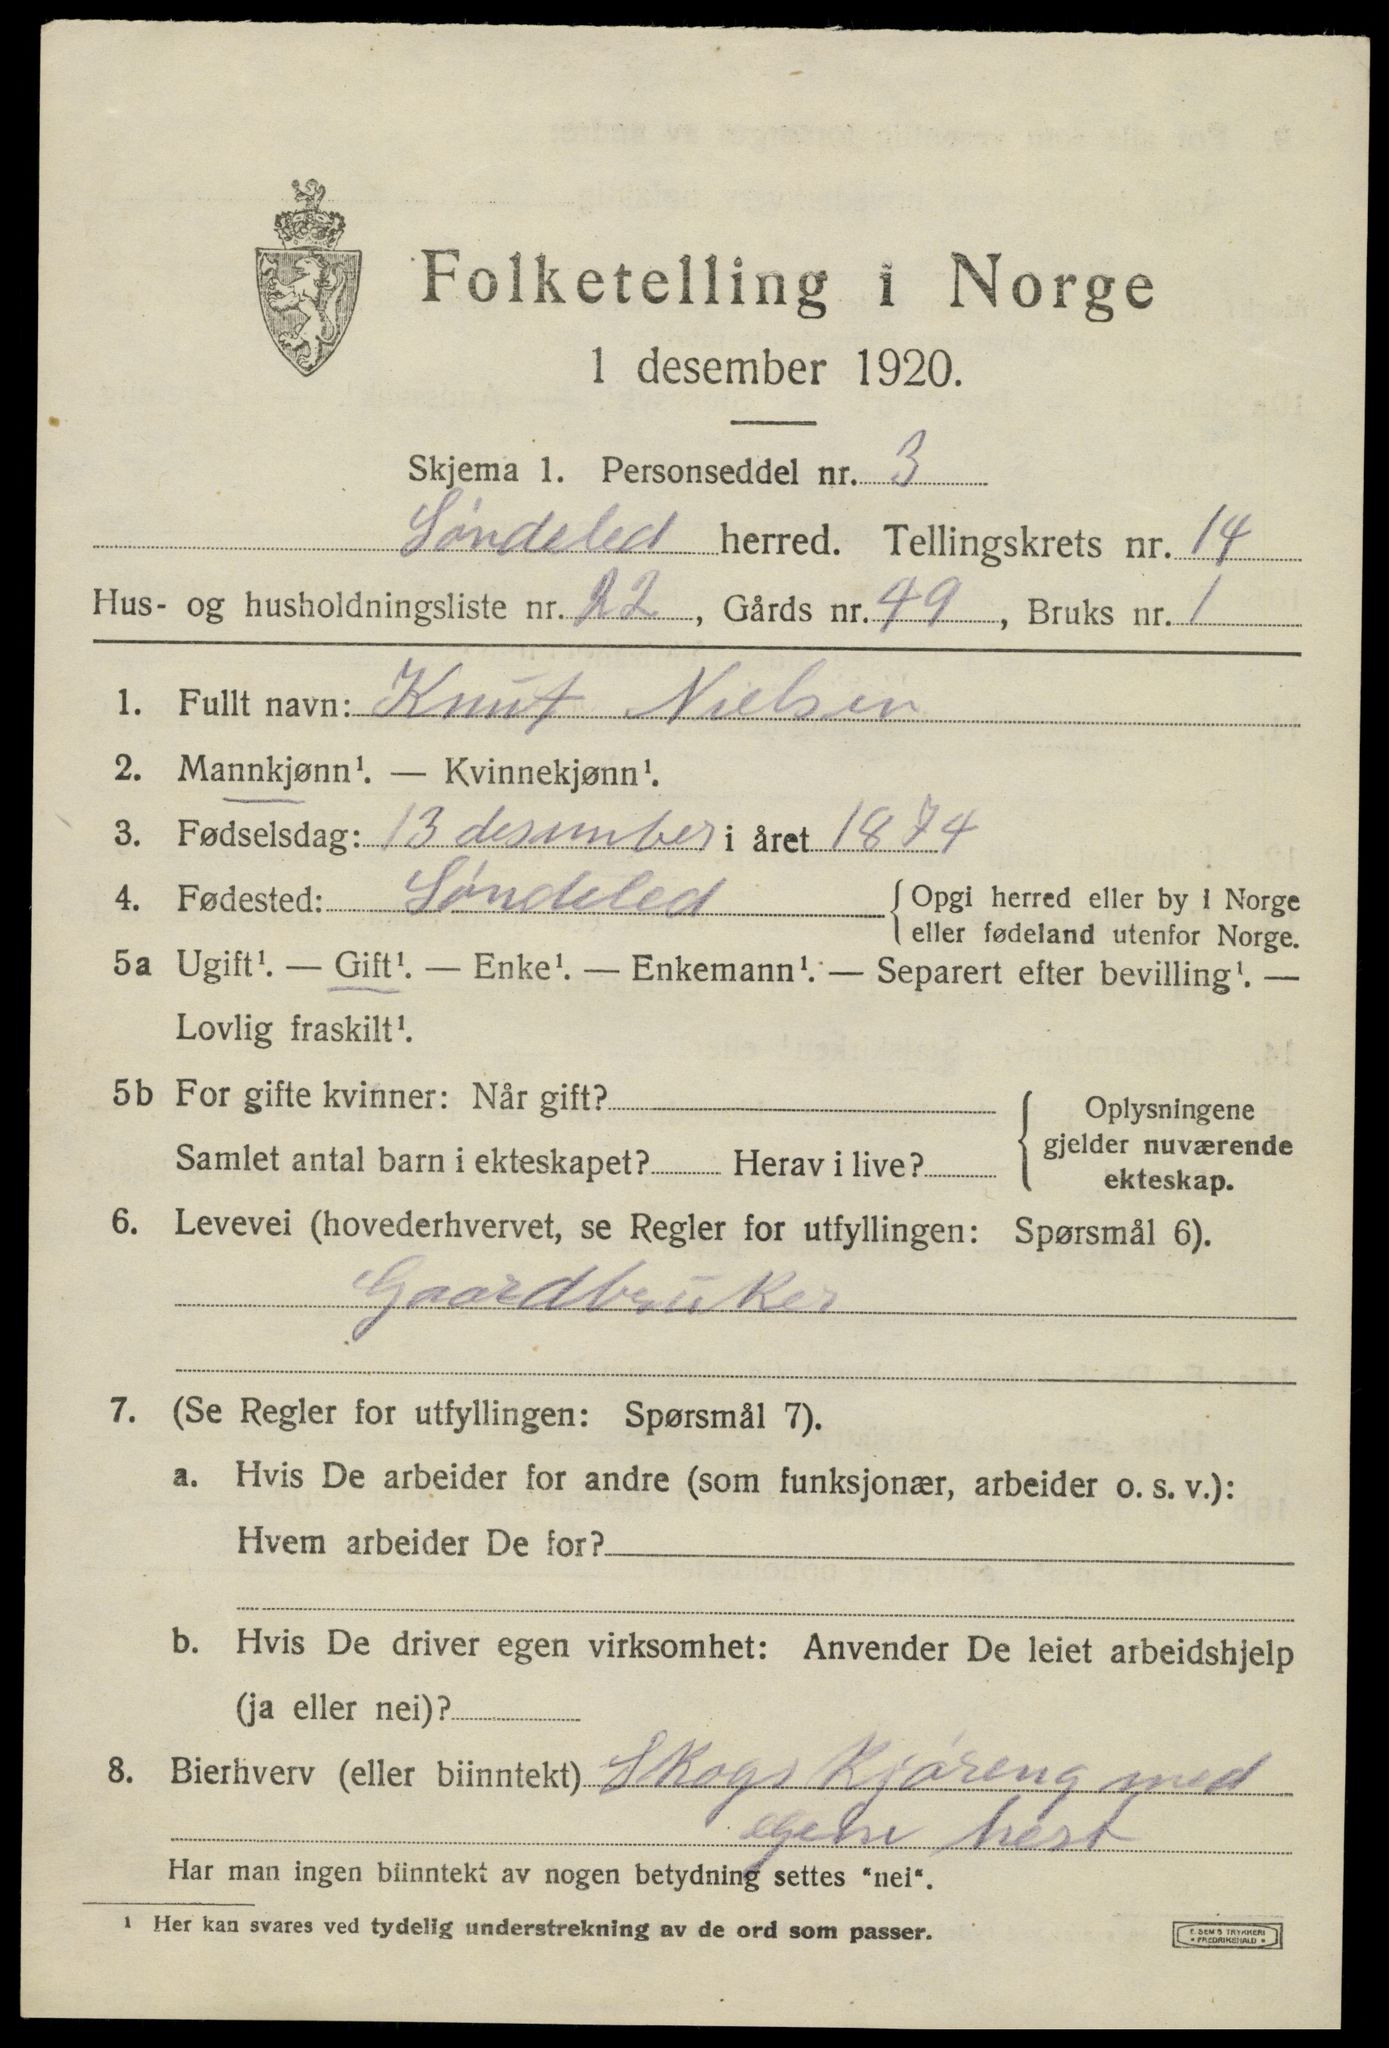 Folketelling i Norge
1 desember 1920.
Skjema 1. Personseddel nr. 3
Søndeled herred. Tellingskrets nr. 14
Hus- og husholdningsliste nr. 22, Gårds nr. 49, Bruks nr. 1
1. Fullt navn: Knut Nielsen
2. Mannkjønn¹. — Kvinnekjønn¹.
3. Fødselsdag: 13 desember i året 1874
4. Fødested: Søndeled { Opgi herred eller by i Norge
eller fødeland utenfor Norge.
5a Ugift¹. — Gift¹. — Enke¹. — Enkemann¹. — Separert efter bevilling¹. —
Lovlig fraskilt¹.
5b For gifte kvinner: Når gift? { Oplysningene
gjelder nuværende
Samlet antal barn i ekteskapet? Herav i live? ekteskap.
6. Levevei (hovederhvervet, se Regler for utfyllingen: Spørsmål 6).
Gaardbruker
7. (Se Regler for utfyllingen: Spørsmål 7).
a. Hvis De arbeider for andre (som funksjonær, arbeider o. s. v.):
Hvem arbeider De for?
b. Hvis De driver egen virksomhet: Anvender De leiet arbeidshjelp
(ja eller nei)?
8. Bierhverv (eller biinntekt) Skogs Kjøreng med
egene hest
Har man ingen biinntekt av nogen betydning settes "nei".
¹ Her kan svares ved tydelig understrekning av de ord som passer.
F. SEM'S TRYKKERI
* FREDRIKSHALD *